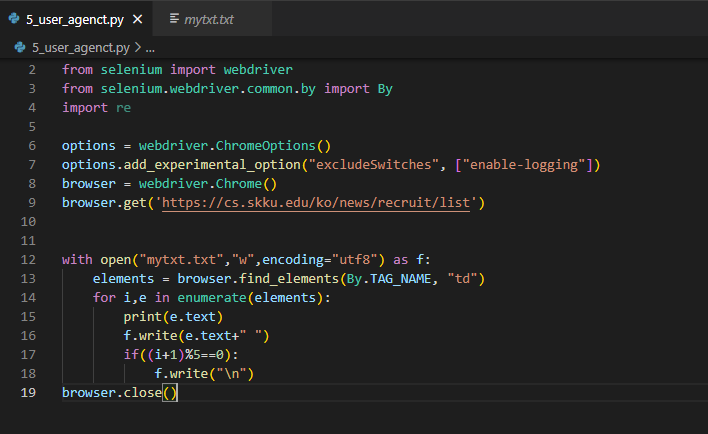 5_user_agenct.py × mytxt.txt
5_user_agenct.py > ...
2 from selenium import webdriver
3 from selenium.webdriver.common.by import By
4 import re
5
6 options = webdriver.ChromeOptions()
7 options.add_experimental_option("excludeSwitches", ["enable-logging"])
8 browser = webdriver.Chrome()
9 browser.get('https://cs.skku.edu/ko/news/recruit/list')
10
11
12 with open("mytxt.txt","w",encoding="utf8") as f:
13     elements = browser.find_elements(By.TAG_NAME, "td")
14     for i,e in enumerate(elements):
15         print(e.text)
16         f.write(e.text+" ")
17         if((i+1)%5==0):
18             f.write("\n")
19 browser.close()